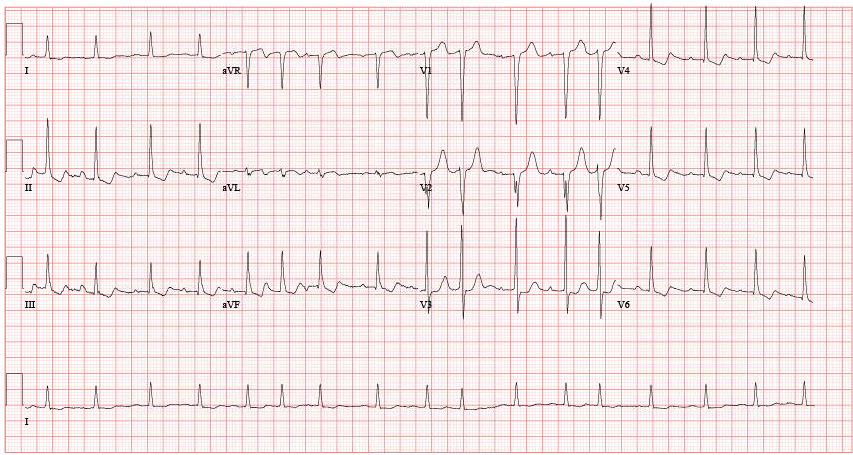 I aVR V1 V4
II aVL V2 V5
III aVF V3 V6
I